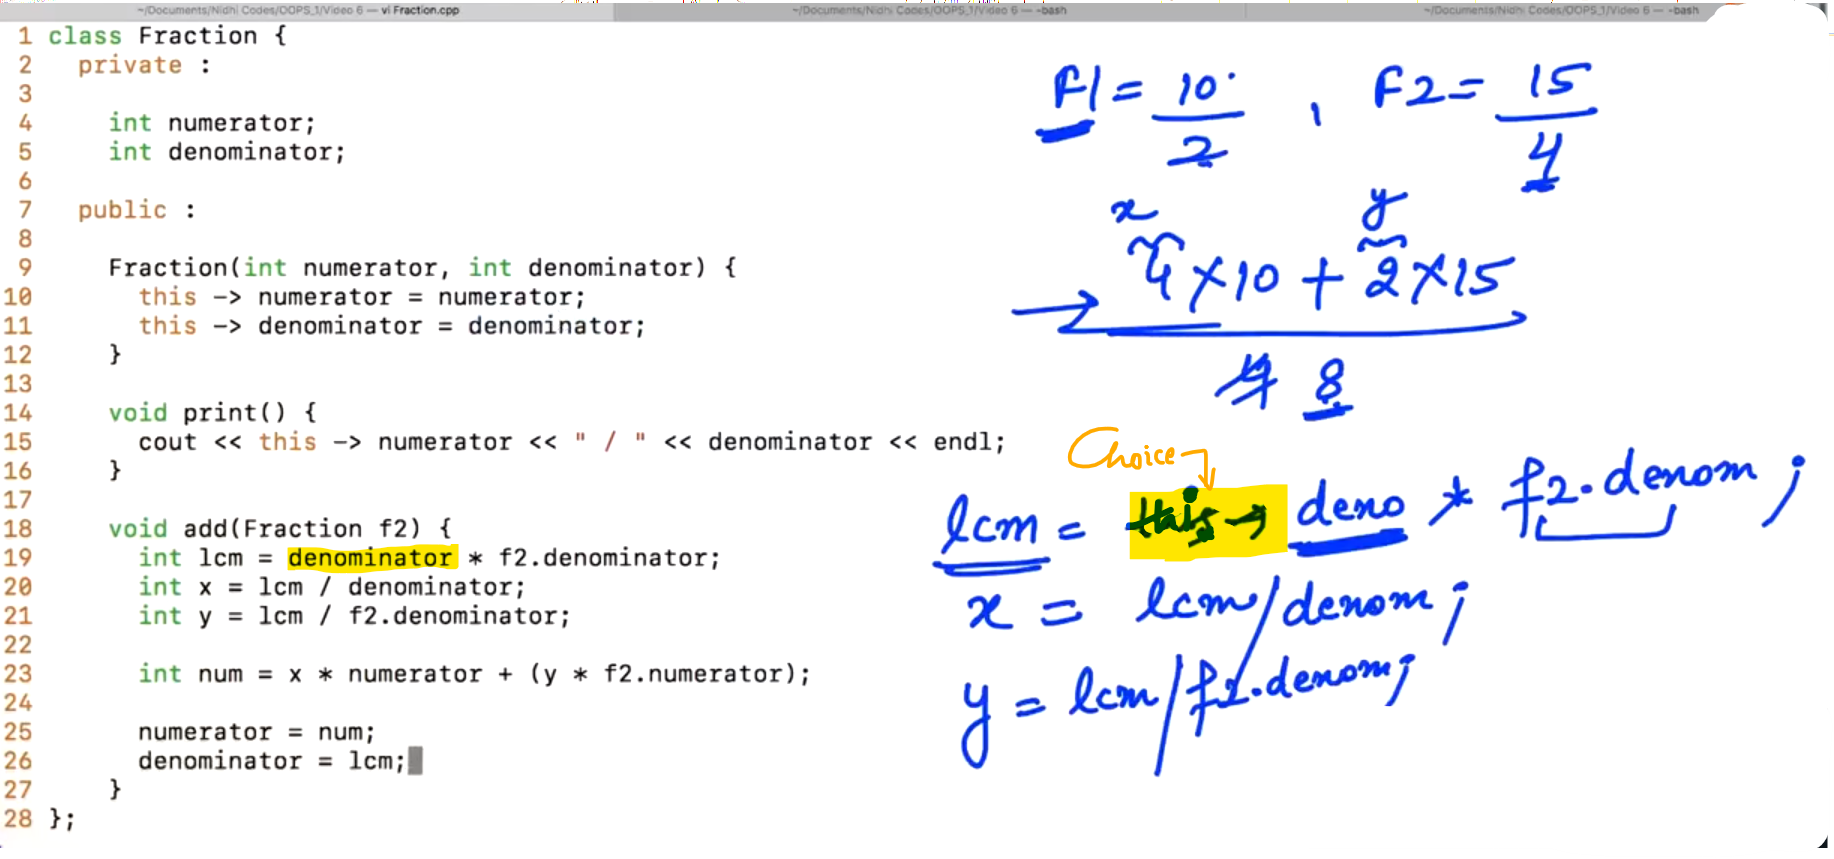 ~/Documents/Nidhi Codes/OOPS_1/Video 6 — vi Fraction.cpp
~/Documents/Nidhi Codes/OOPS_1/Video 6 — -bash
~/Documents/Nidhi Codes/OOPS_1/Video 6 — -bash
1 class Fraction {
2 private :
3
4 int numerator;
5 int denominator;
6
7 public :
8
9 Fraction(int numerator, int denominator) {
10 this -> numerator = numerator;
11 this -> denominator = denominator;
12 }
13
14 void print() {
15 cout << this -> numerator << " / " << denominator << endl;
16 }
17
18 void add(Fraction f2) {
19 int lcm = denominator * f2.denominator;
20 int x = lcm / denominator;
21 int y = lcm / f2.denominator;
22
23 int num = x * numerator + (y * f2.numerator);
24
25 numerator = num;
26 denominator = lcm;
27 }
28 };
F1 = 10/2 , F2 = 15/4
x y
4 × 10 + 2 × 15
4 8
Choice
lcm = this → deno * f2.denom ;
x = lcm/denom ;
y = lcm/f2.denom ;